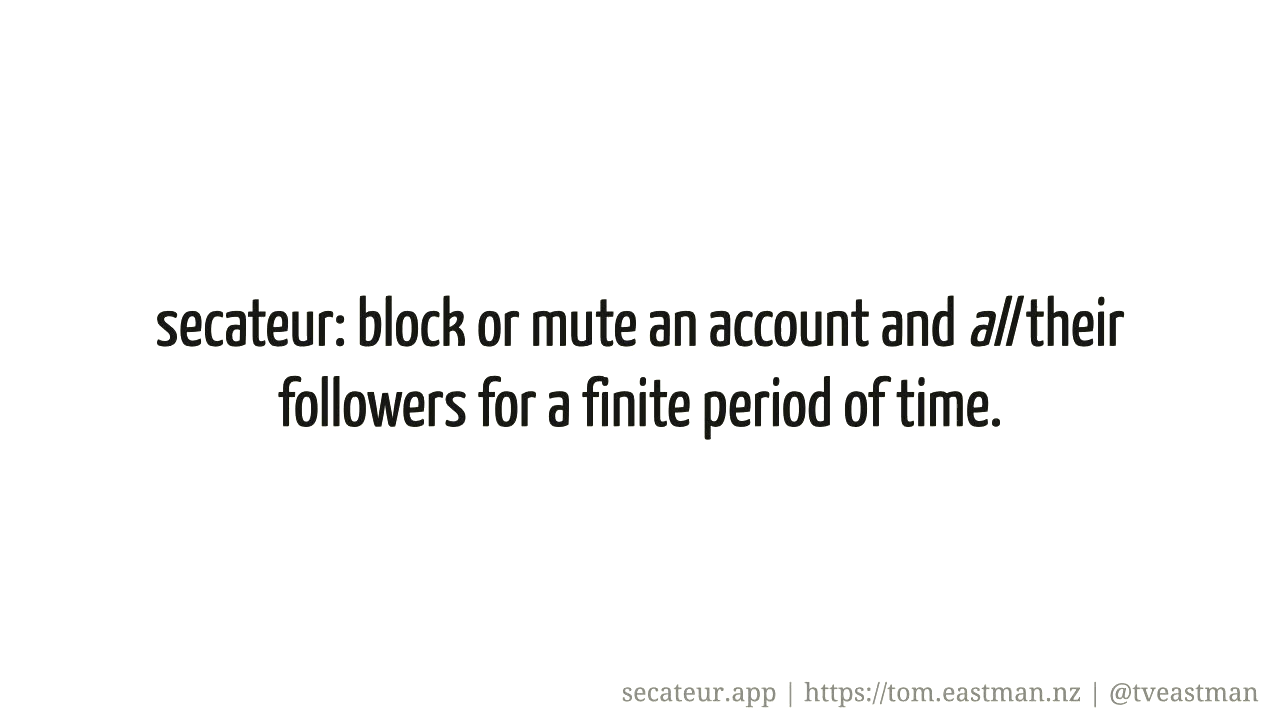 secateur: block or mute an account and all their
followers for a finite period of time.
secateur.app | https://tom.eastman.nz | @tveastman